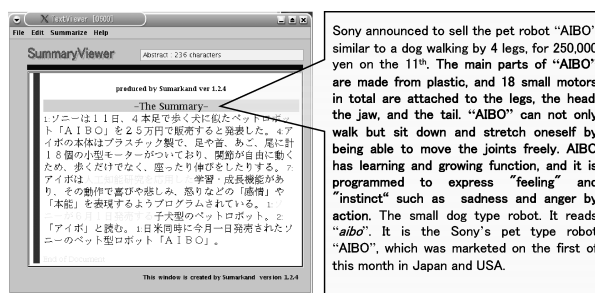 X TextViewer [0500]
File Edit Summarize Help
SummaryViewer
Abstract : 236 characters
produced by Sumarkand ver 1.2.4
-The Summary-
1:ソニーは１１日、４本足で歩く犬に似たペットロボッ
ト「ＡＩＢＯ」を２５万円で販売すると発表した。4:ア
イボの本体はプラスチック製で、足や首、あご、尾に計
１８個の小型モーターがついており、関節が自由に動く
ため、歩くだけでなく、座ったり伸びをしたりする。7:
アイボは 学習・成長機能があ
り、その動作で喜びや悲しみ、怒りなどの「感情」や
「本能」を表現するようプログラムされている。1:
子犬型のペットロボット。2:
「アイボ」と読む。1:日米同時に今月一日発売されたソ
ニーのペット型ロボット「ＡＩＢＯ」。
End of Document
This window is created by Sumarkand version 1.2.4
Sony announced to sell the pet robot “AIBO”
similar to a dog walking by 4 legs, for 250,000
yen on the 11th. The main parts of “AIBO”
are made from plastic, and 18 small motors
in total are attached to the legs, the head,
the jaw, and the tail. “AIBO” can not only
walk but sit down and stretch oneself by
being able to move the joints freely. AIBO
has learning and growing function, and it is
programmed to express "feeling" and
"instinct“ such as sadness and anger by
action. The small dog type robot. It reads
“aibo”. It is the Sony’s pet type robot
“AIBO”, which was marketed on the first of
this month in Japan and USA.